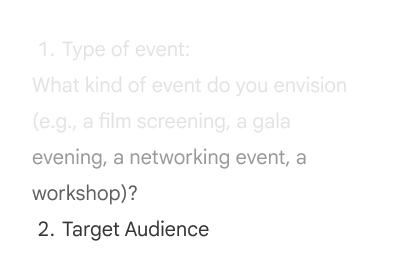 1. Type of event:
What kind of event do you envision
(e.g., a film screening, a gala
evening, a networking event, a
workshop)?
2. Target Audience